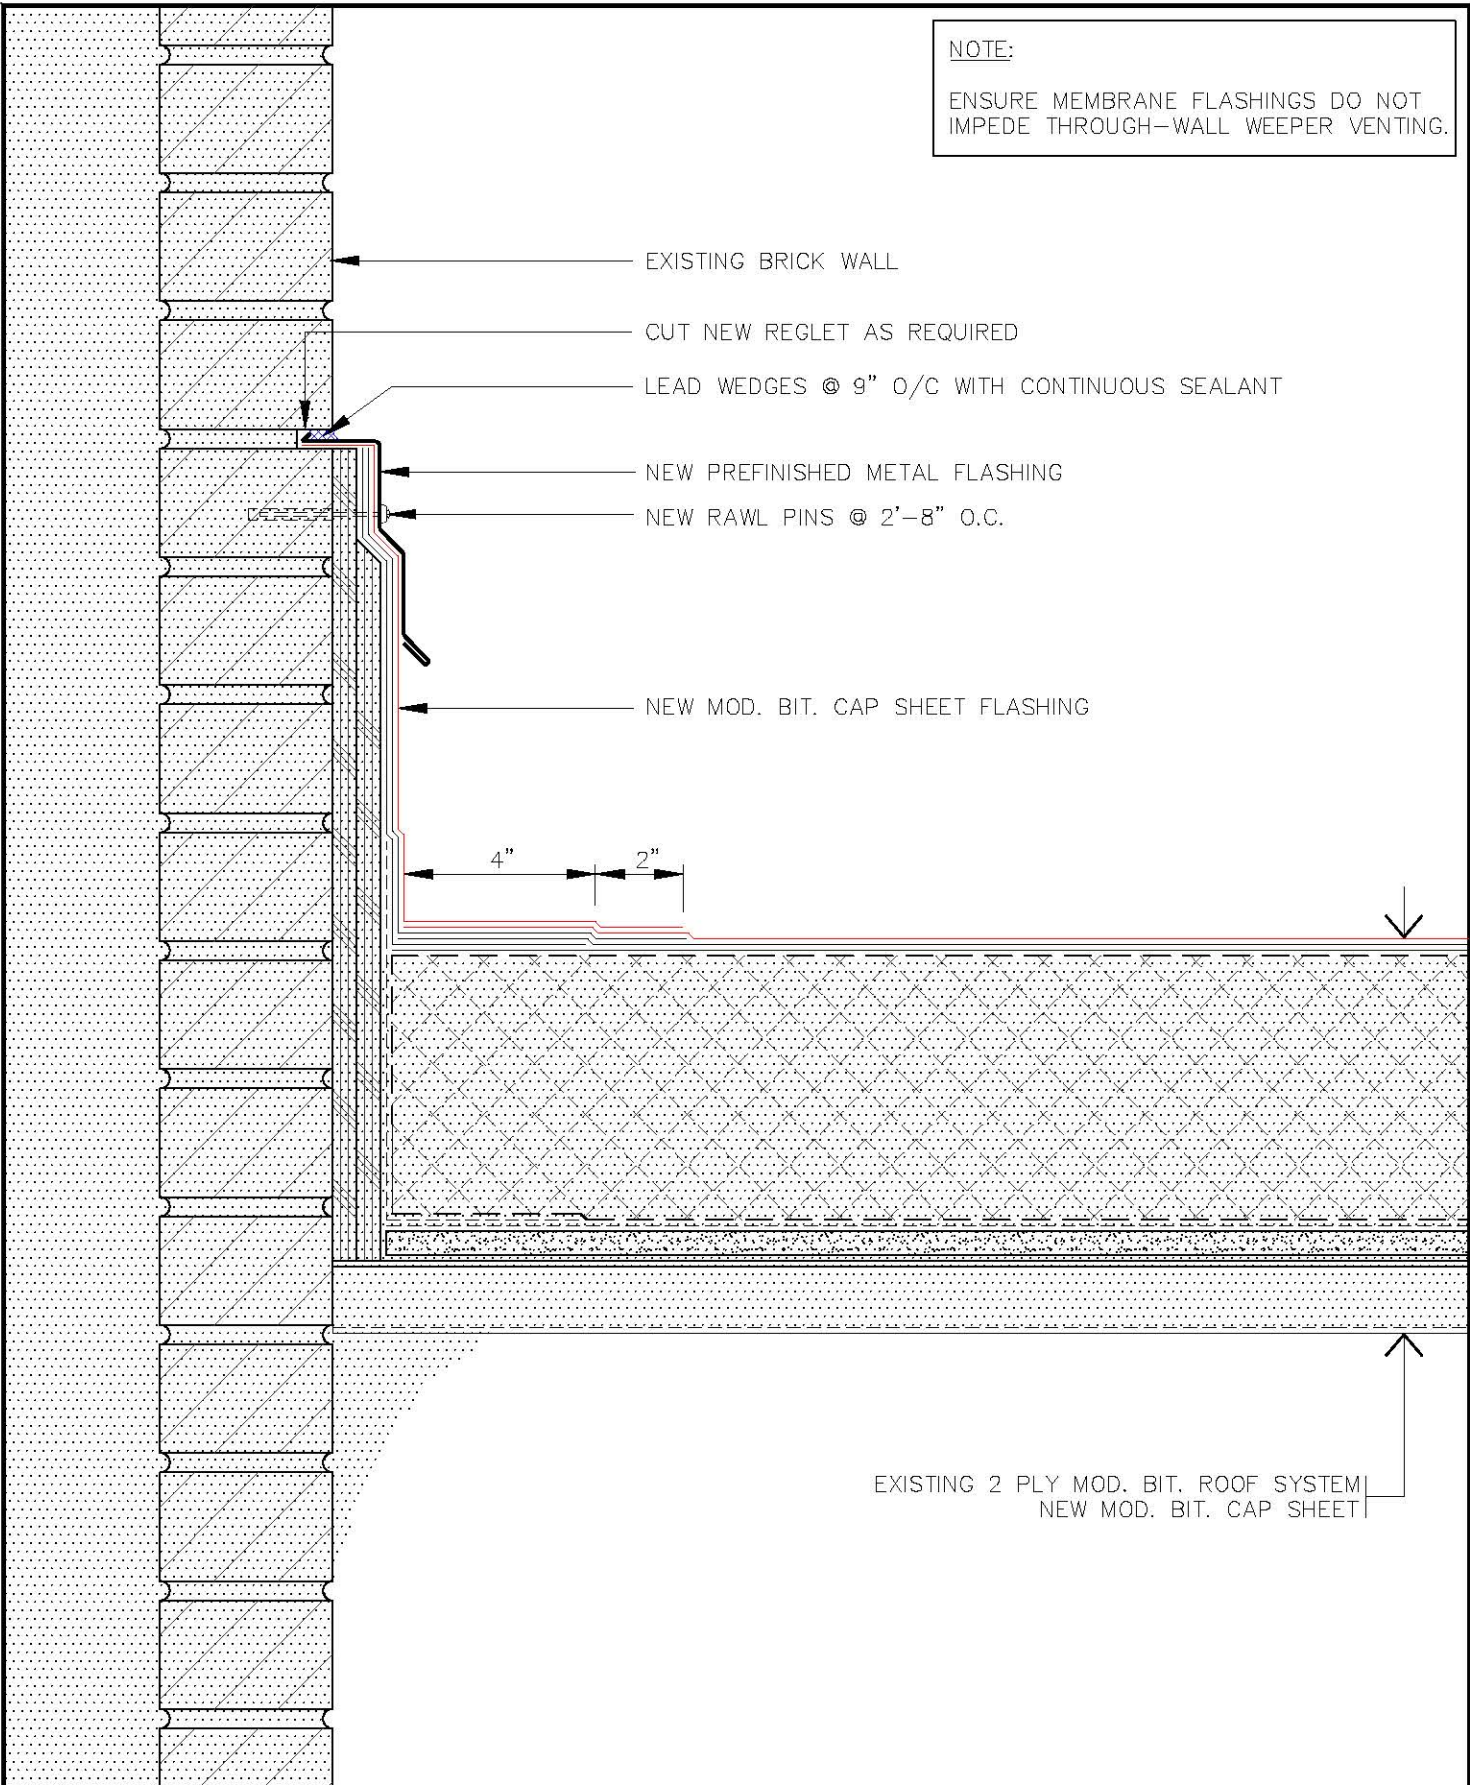 NOTE:
ENSURE MEMBRANE FLASHINGS DO NOT
IMPEDE THROUGH-WALL WEEPER VENTING.
EXISTING BRICK WALL
CUT NEW REGLET AS REQUIRED
LEAD WEDGES @ 9" O/C WITH CONTINUOUS SEALANT
NEW PREFINISHED METAL FLASHING
NEW RAWL PINS @ 2'-8" O.C.
NEW MOD. BIT. CAP SHEET FLASHING
4" 2"
EXISTING 2 PLY MOD. BIT. ROOF SYSTEM
NEW MOD. BIT. CAP SHEET